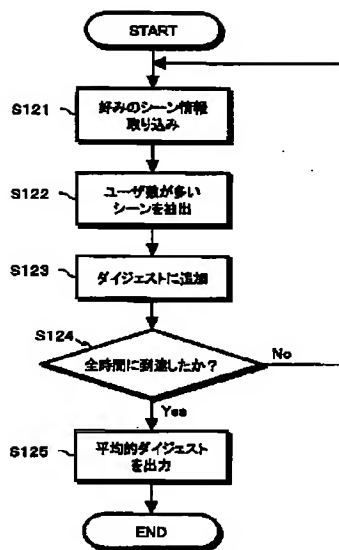 START
S121
好みのシーン情報
取り込み
S122
ユーザ数が多い
シーンを抽出
S123
ダイジェストに追加
S124
全時間に到達したか?
No
Yes
S125
平均的ダイジェスト
を出力
END